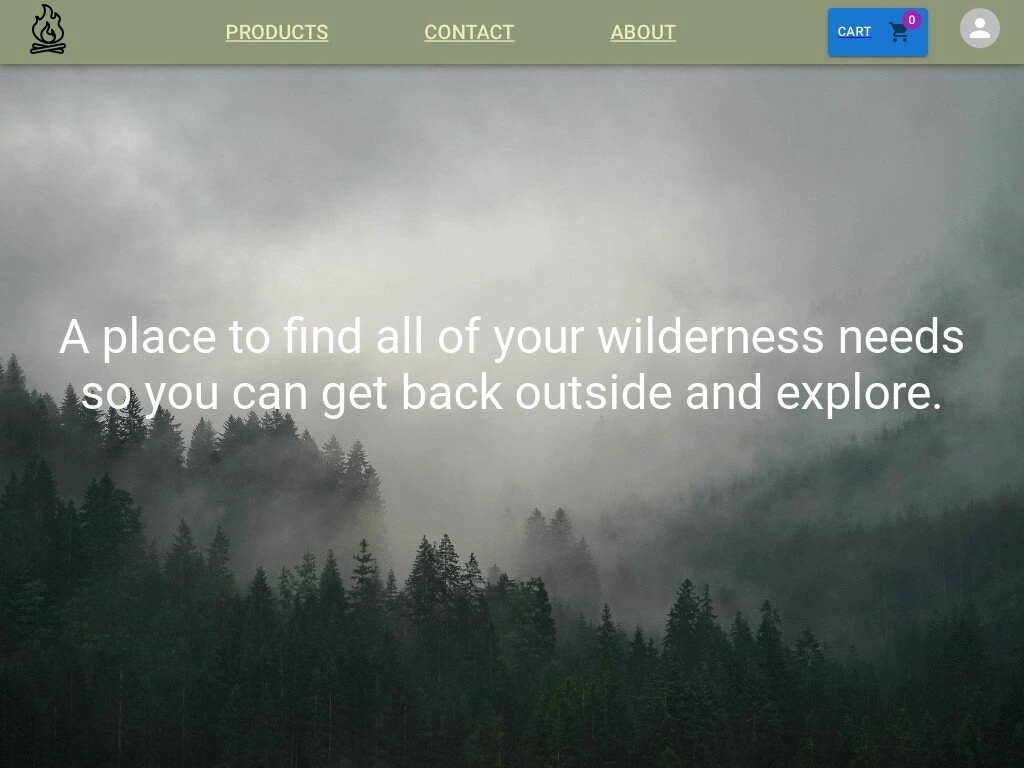 PRODUCTS CONTACT ABOUT CART 0
A place to find all of your wilderness needs
so you can get back outside and explore.